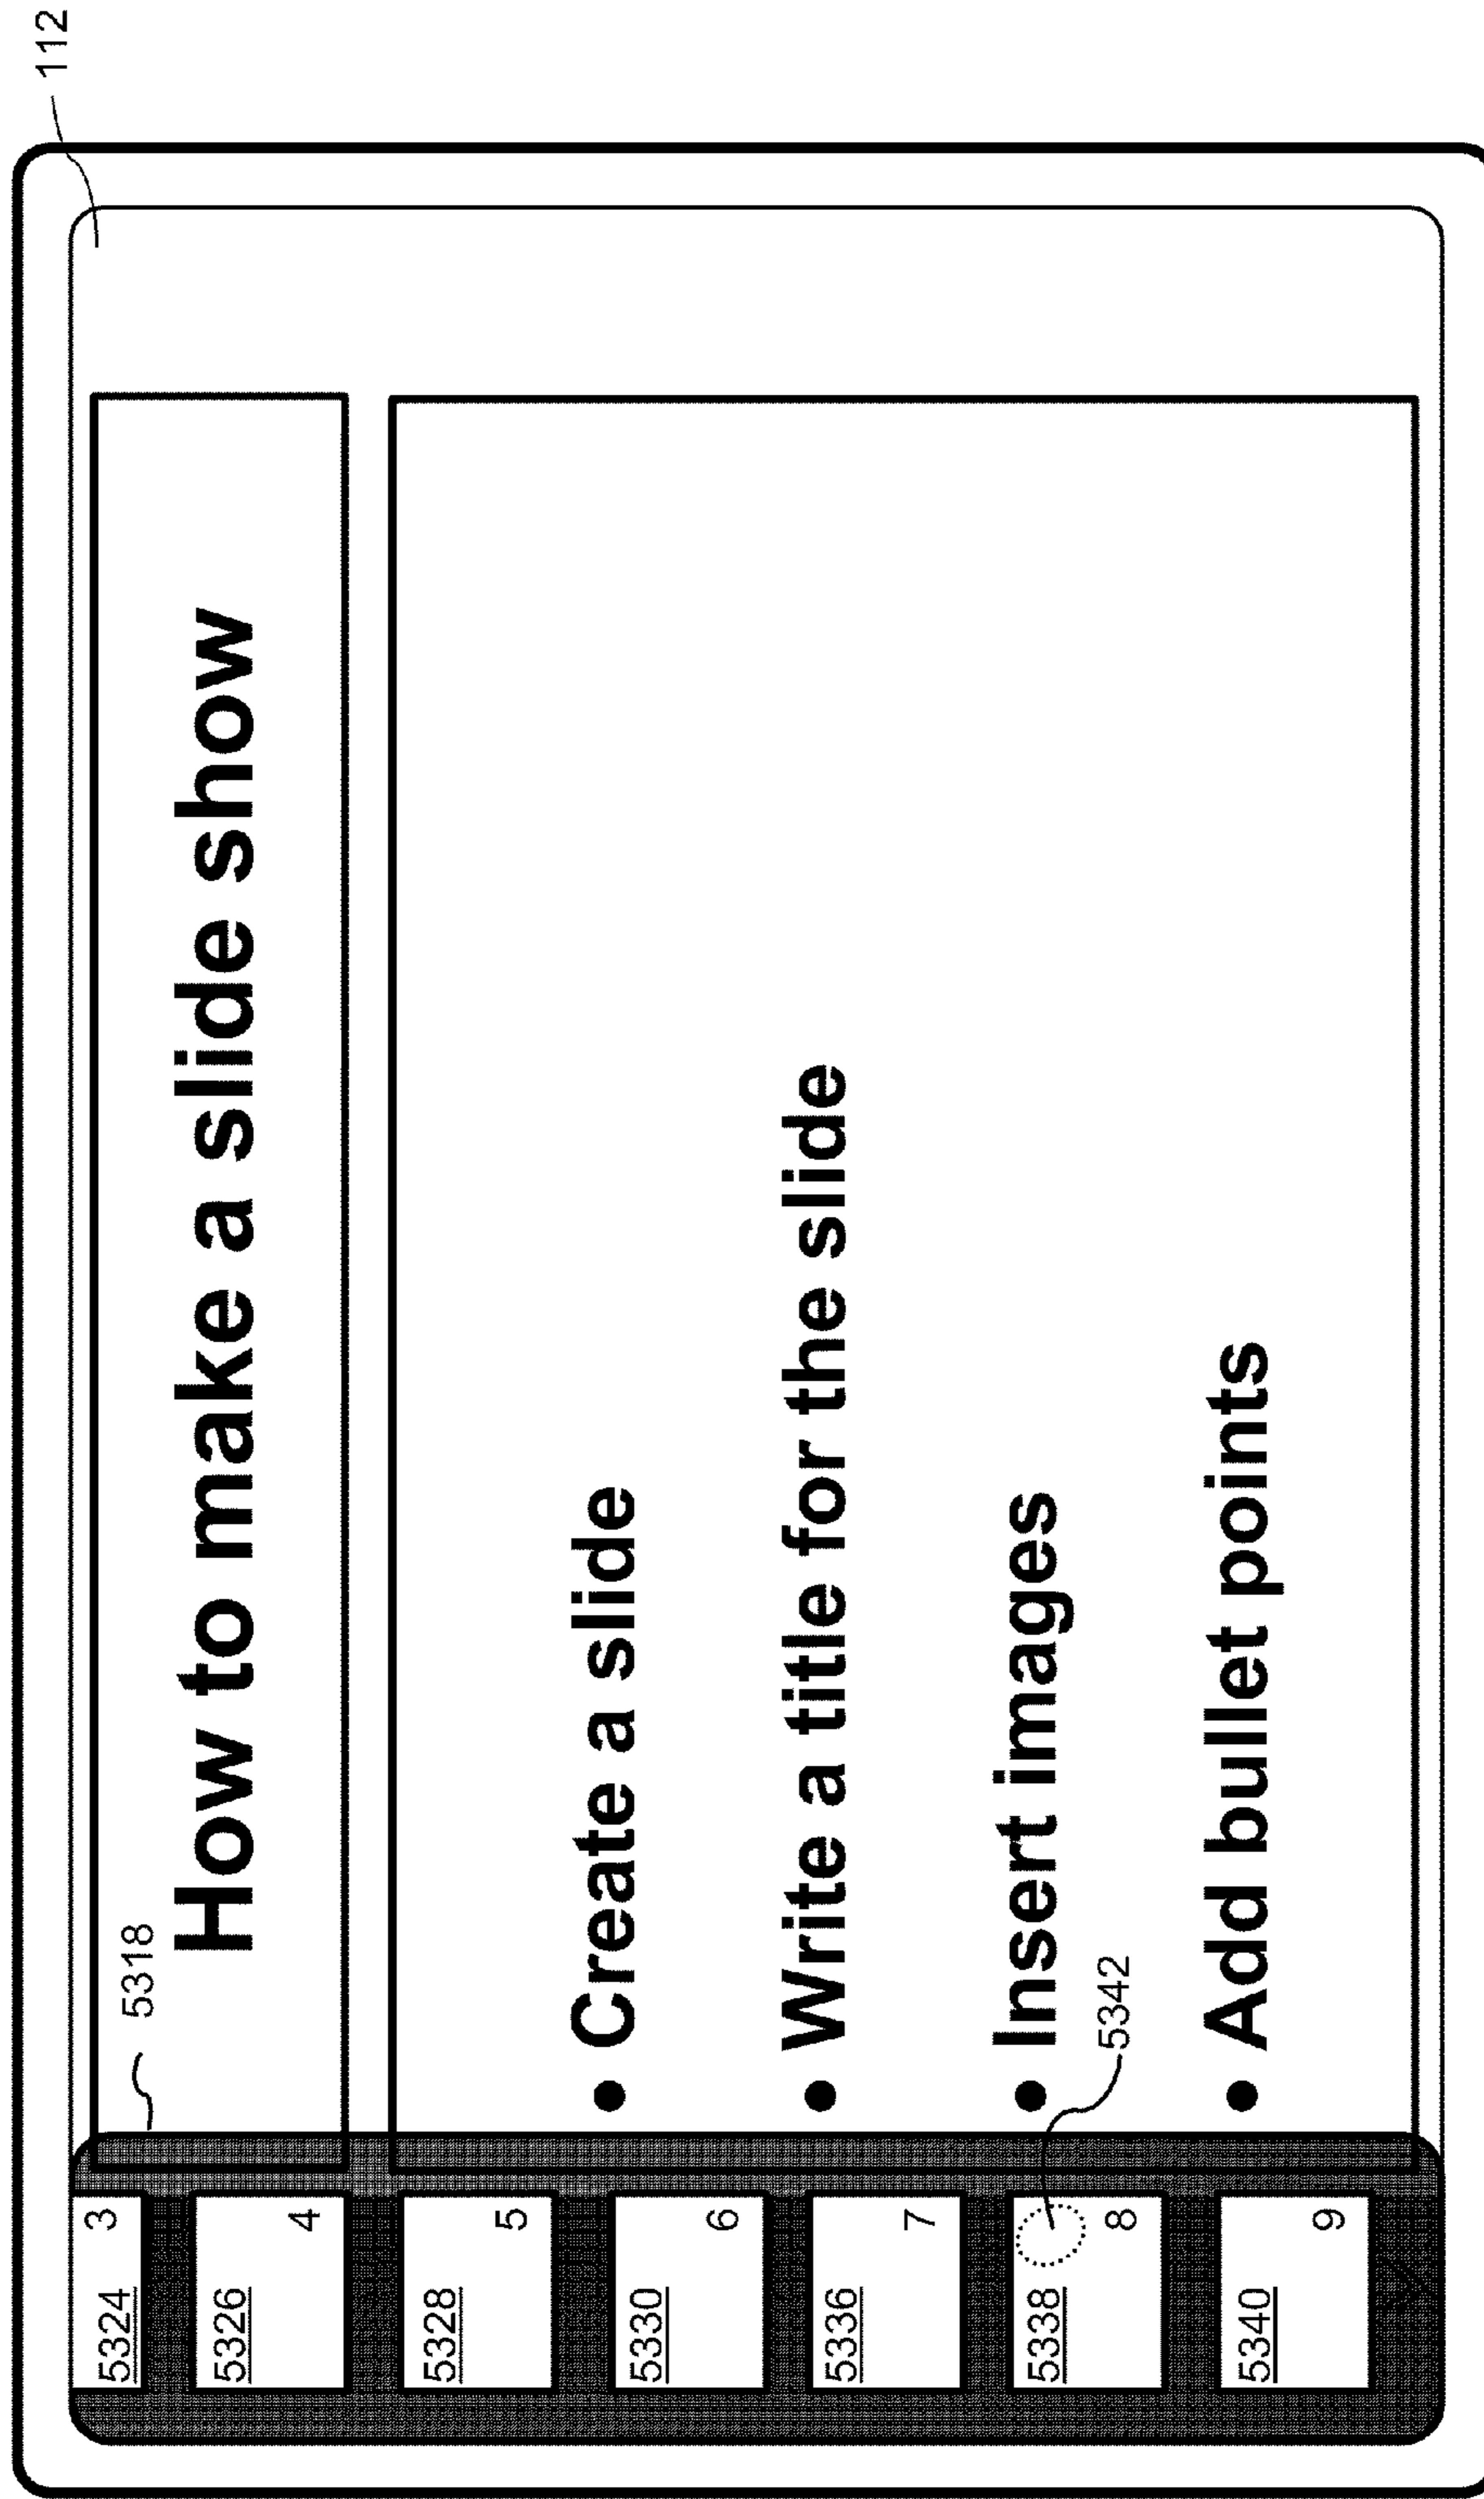 112
5318
How to make a slide show
5324 3
5326 4
5328 5
• Create a slide
5330 6
• Write a title for the slide
5336 7
• Insert images
5338 8
5342
• Add bullet points
5340 9